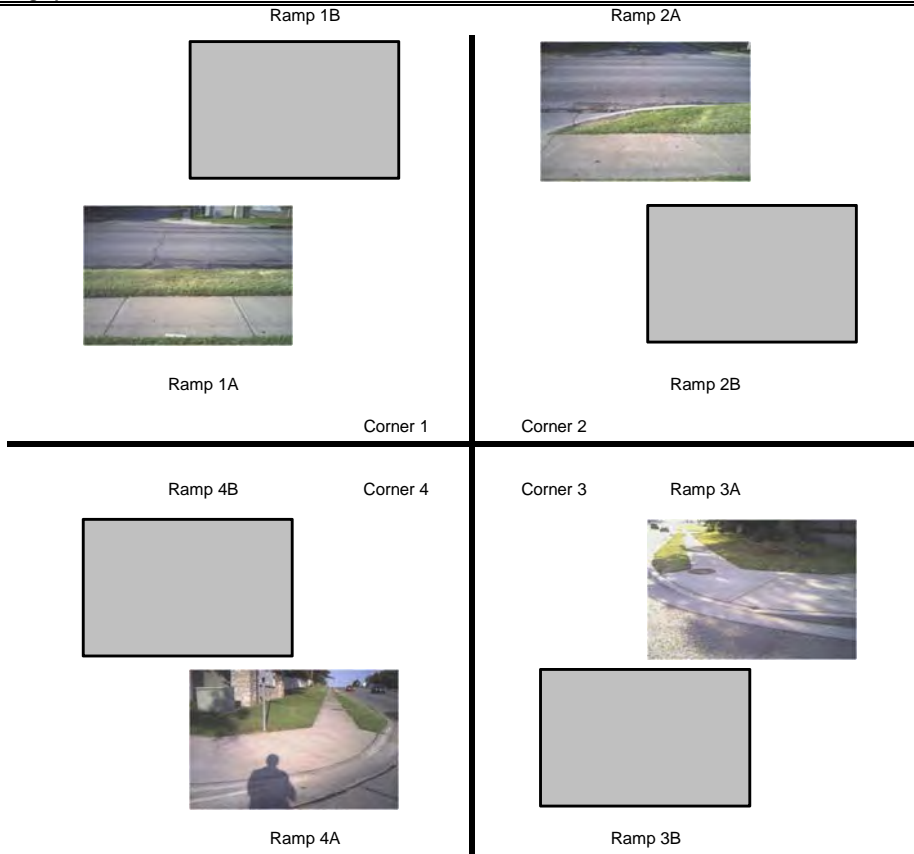 Ramp 1B
Ramp 2A
Ramp 1A
Ramp 2B
Corner 1
Corner 2
Ramp 4B
Corner 4
Corner 3
Ramp 3A
Ramp 4A
Ramp 3B